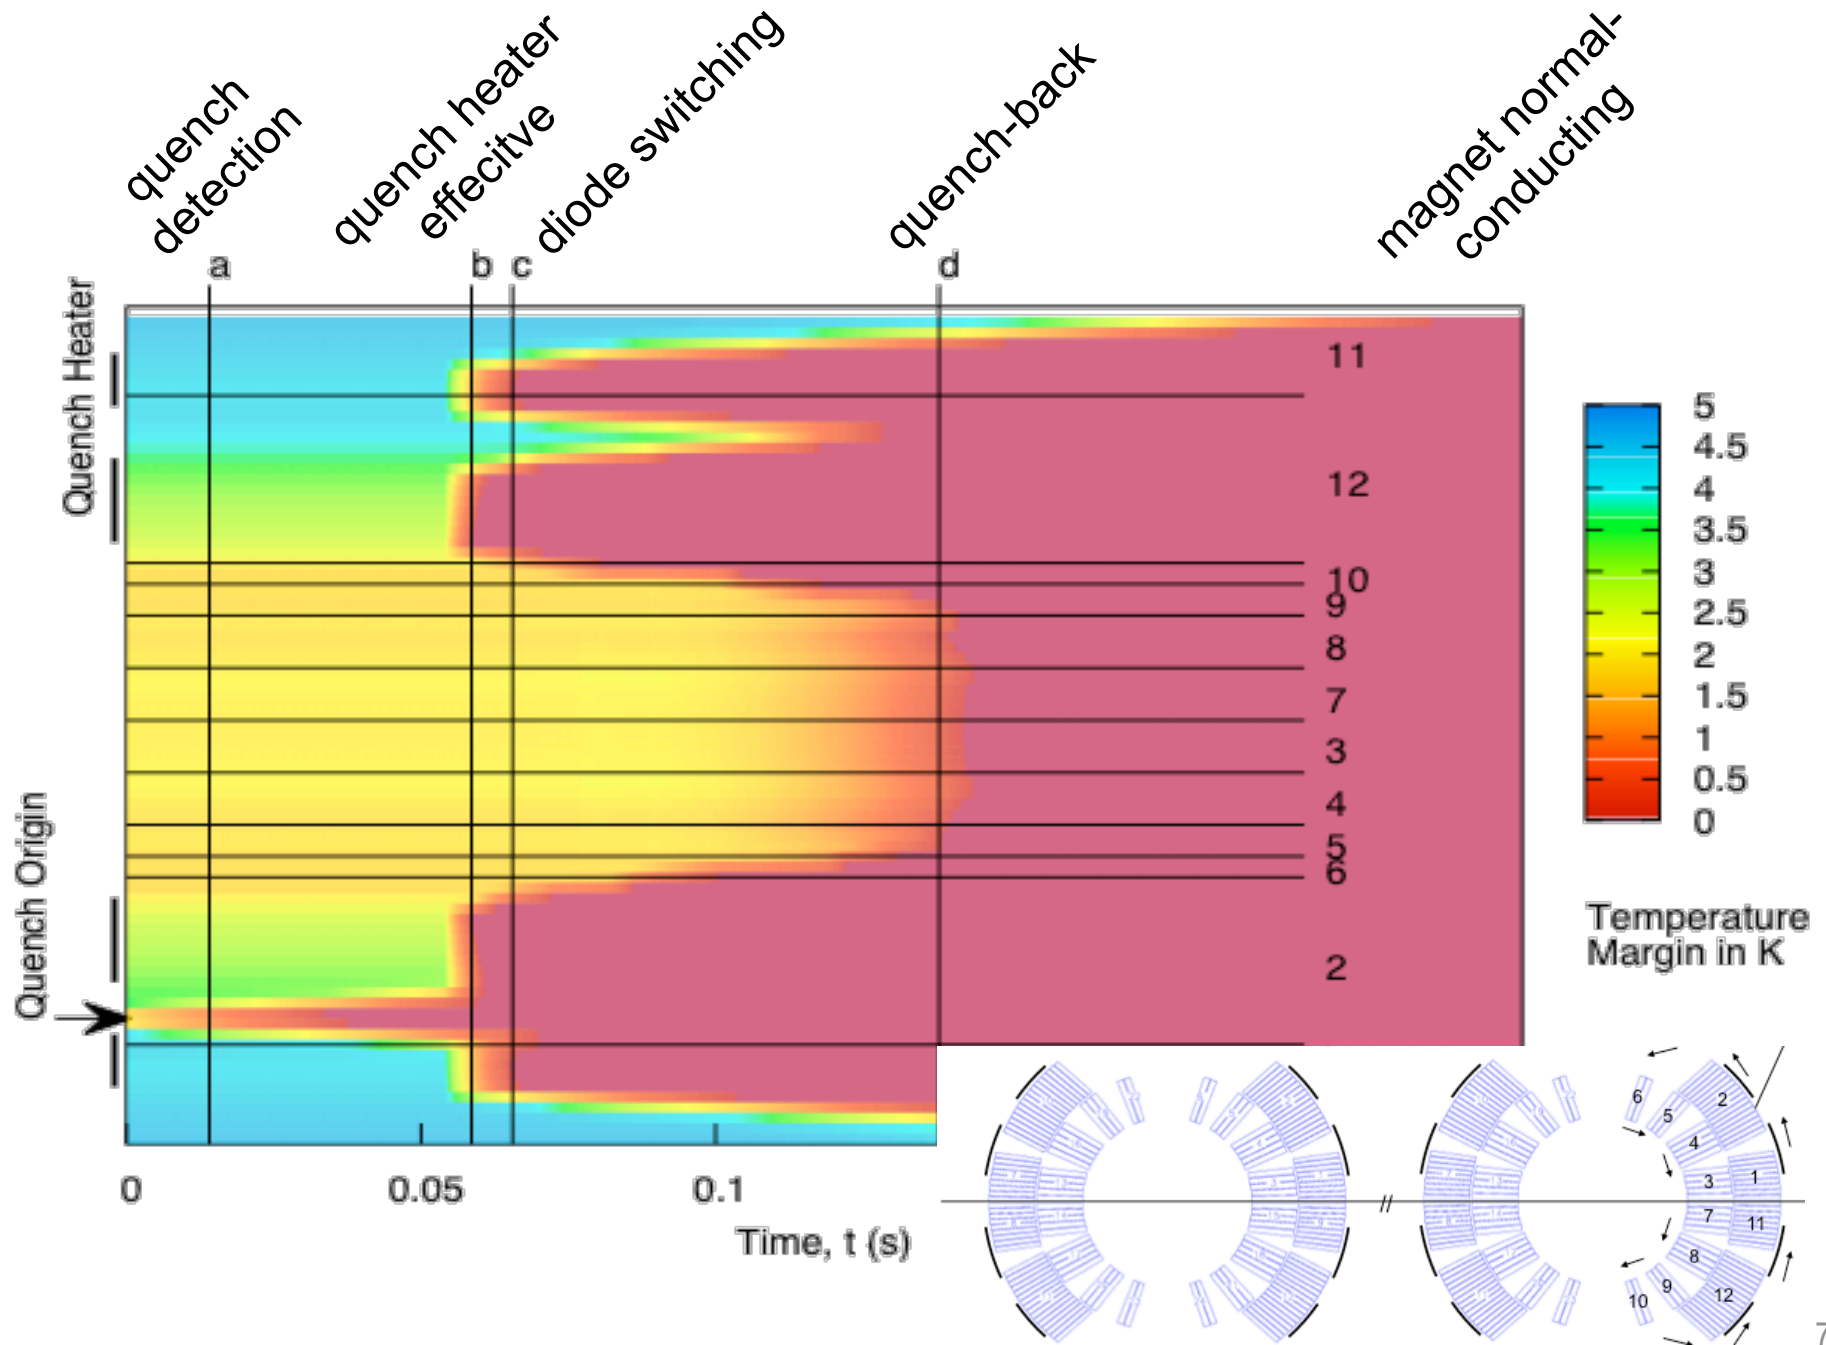 quench
detection
quench heater
effecitve
diode switching
quench-back
magnet normal-
conducting
a
b
c
d
Quench Heater
Quench Origin
11
12
10
9
8
7
3
4
5
6
2
5
4.5
4
3.5
3
2.5
2
1.5
1
0.5
0
Temperature
Margin in K
0
0.05
0.1
Time, t (s)
6
2
5
4
1
3
7
11
8
9
12
10
7